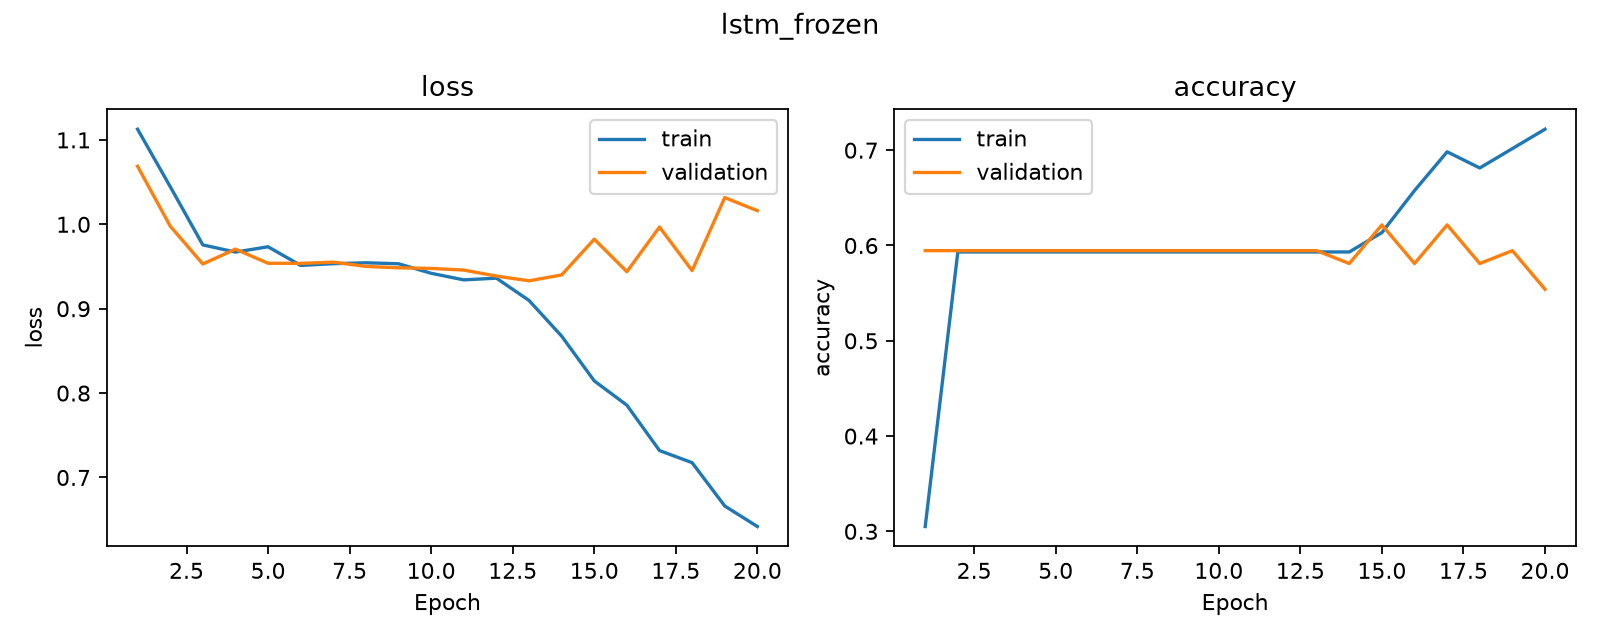 lstm_frozen
loss
train
validation
1.1
1.0
0.9
0.8
0.7
loss
2.5 5.0 7.5 10.0 12.5 15.0 17.5 20.0
Epoch
accuracy
train
validation
0.7
0.6
0.5
0.4
0.3
accuracy
2.5 5.0 7.5 10.0 12.5 15.0 17.5 20.0
Epoch